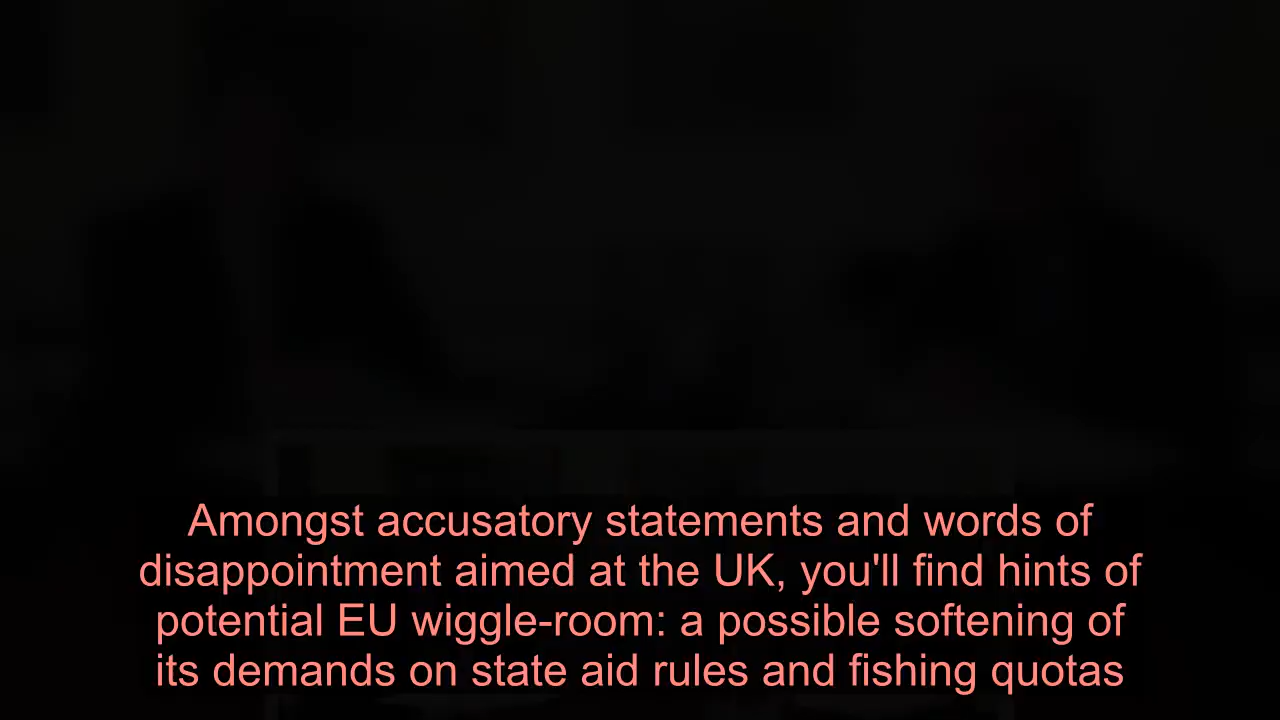 Amongst accusatory statements and words of
disappointment aimed at the UK, you'll find hints of
potential EU wiggle-room: a possible softening of
its demands on state aid rules and fishing quotas